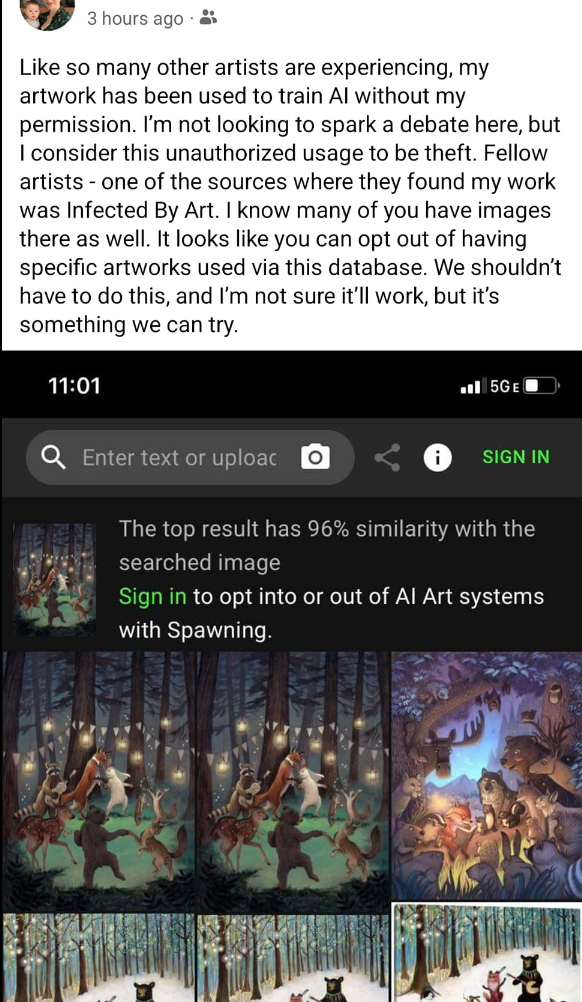 3 hours ago ·
Like so many other artists are experiencing, my
artwork has been used to train AI without my
permission. I’m not looking to spark a debate here, but
I consider this unauthorized usage to be theft. Fellow
artists - one of the sources where they found my work
was Infected By Art. I know many of you have images
there as well. It looks like you can opt out of having
specific artworks used via this database. We shouldn’t
have to do this, and I’m not sure it’ll work, but it’s
something we can try.
11:01 5GE
Enter text or uploac SIGN IN
The top result has 96% similarity with the
searched image
Sign in to opt into or out of AI Art systems
with Spawning.